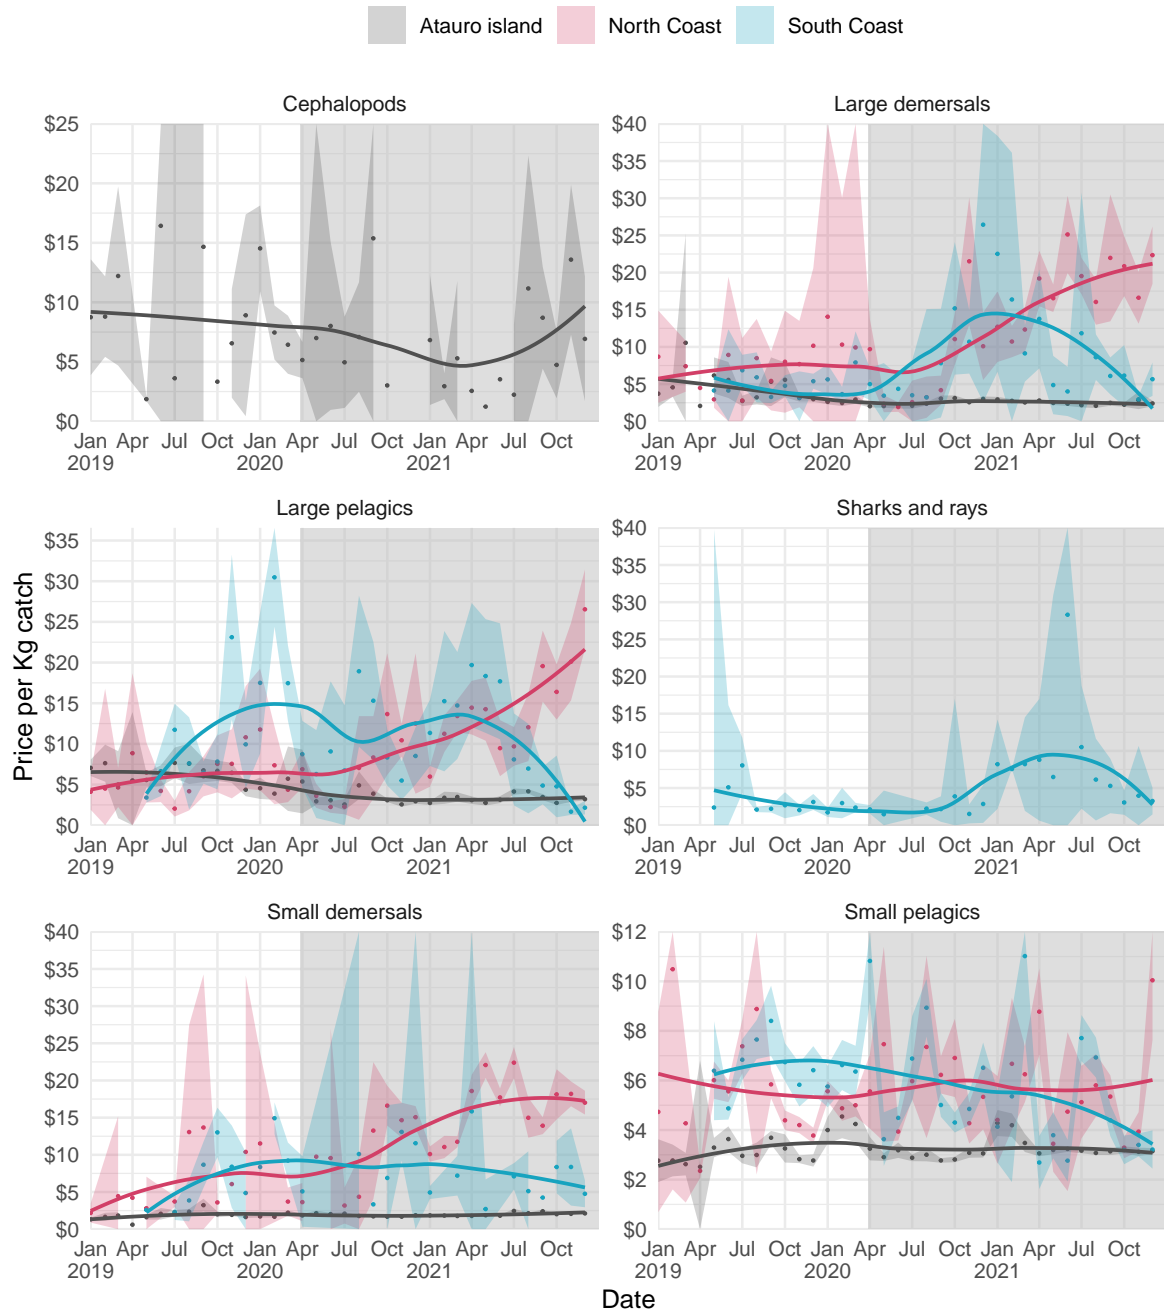 Atauro island North Coast South Coast
Cephalopods
Large demersals
$25
$20
$15
$10
$5
$0
$40
$35
$30
$25
$20
$15
$10
$5
$0
Jan Apr Jul Oct Jan Apr Jul Oct Jan Apr Jul Oct
2019 2020 2021
Jan Apr Jul Oct Jan Apr Jul Oct Jan Apr Jul Oct
2019 2020 2021
Large pelagics
Sharks and rays
Price per Kg catch
$35
$30
$25
$20
$15
$10
$5
$0
$40
$35
$30
$25
$20
$15
$10
$5
$0
Jan Apr Jul Oct Jan Apr Jul Oct Jan Apr Jul Oct
2019 2020 2021
Jan Apr Jul Oct Jan Apr Jul Oct Jan Apr Jul Oct
2019 2020 2021
Small demersals
Small pelagics
$40
$35
$30
$25
$20
$15
$10
$5
$0
$12
$10
$8
$6
$4
$2
$0
Jan Apr Jul Oct Jan Apr Jul Oct Jan Apr Jul Oct
2019 2020 2021
Jan Apr Jul Oct Jan Apr Jul Oct Jan Apr Jul Oct
2019 2020 2021
Date